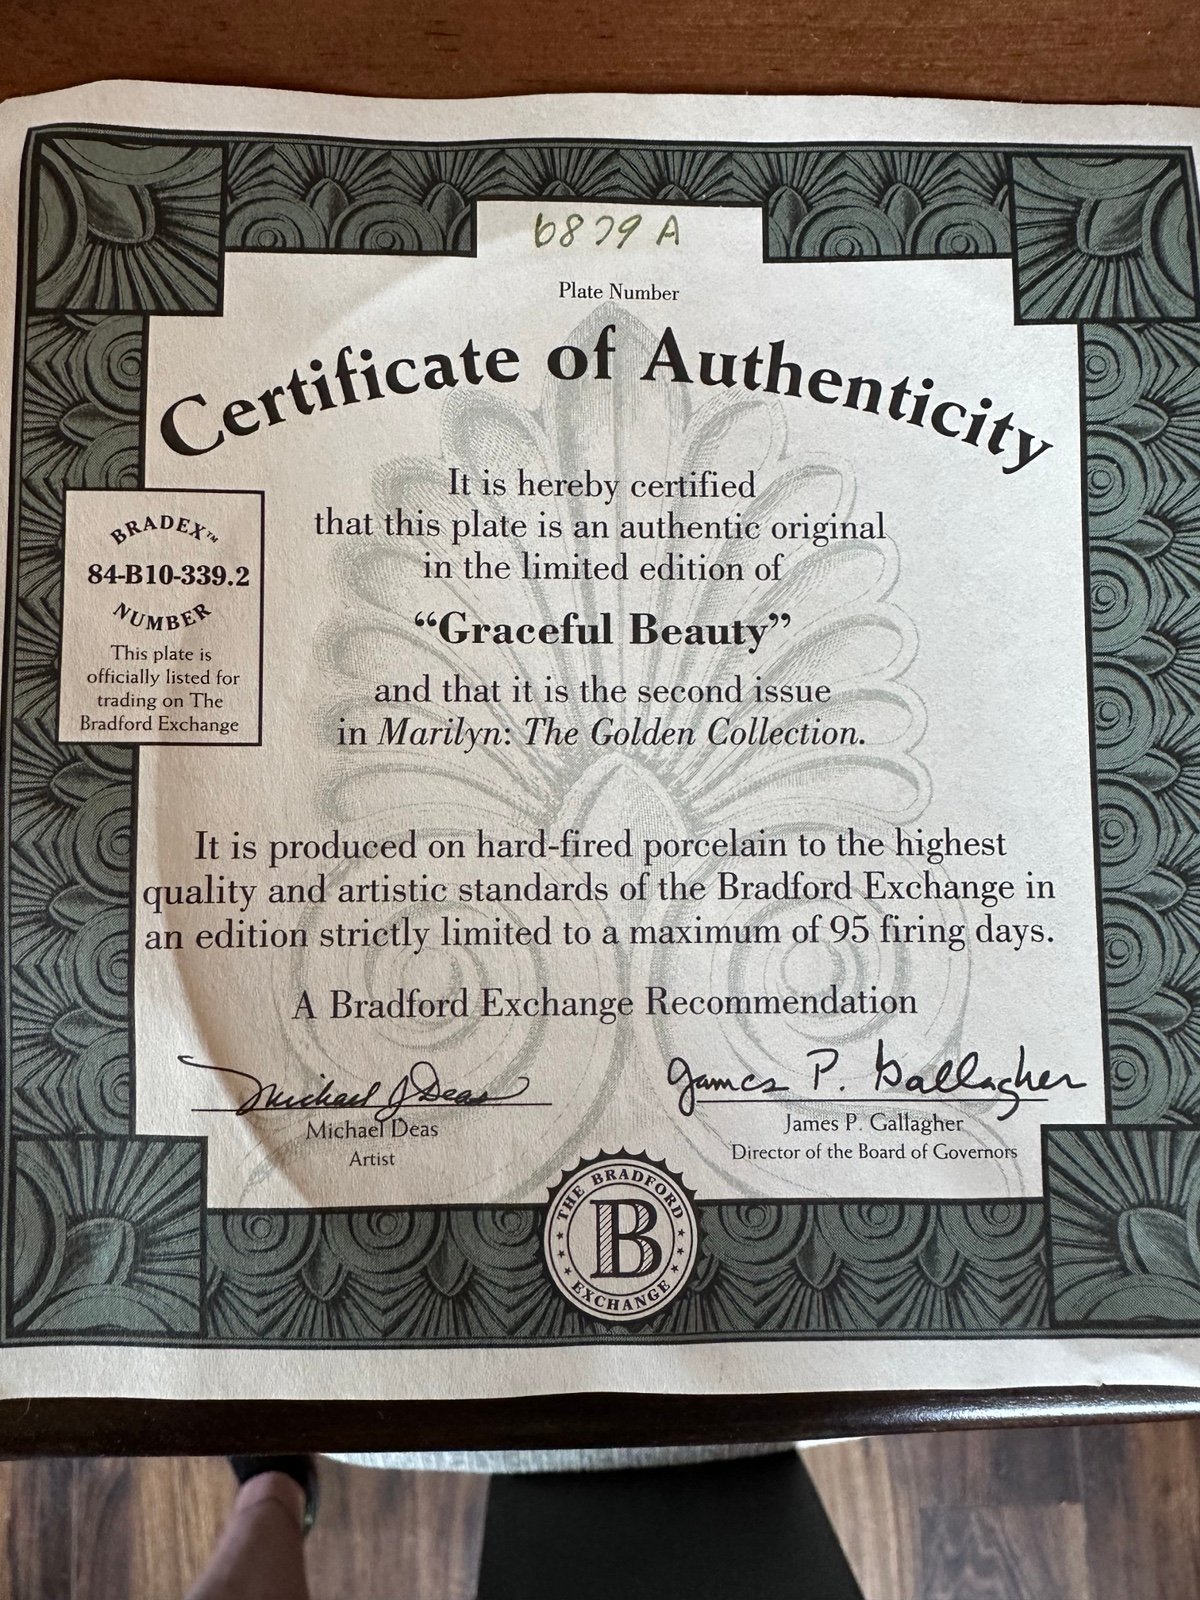 6879 A
Plate Number
Certificate of Authenticity
It is hereby certified
that this plate is an authentic original
in the limited edition of
“Graceful Beauty”
and that it is the second issue
in Marilyn: The Golden Collection.
BRADEX™
84-B10-339.2
NUMBER
This plate is
officially listed for
trading on The
Bradford Exchange
It is produced on hard-fired porcelain to the highest
quality and artistic standards of the Bradford Exchange in
an edition strictly limited to a maximum of 95 firing days.
A Bradford Exchange Recommendation
Michael J Deas
Michael Deas
Artist
James P. Gallagher
James P. Gallagher
Director of the Board of Governors
THE BRADFORD
B
EXCHANGE